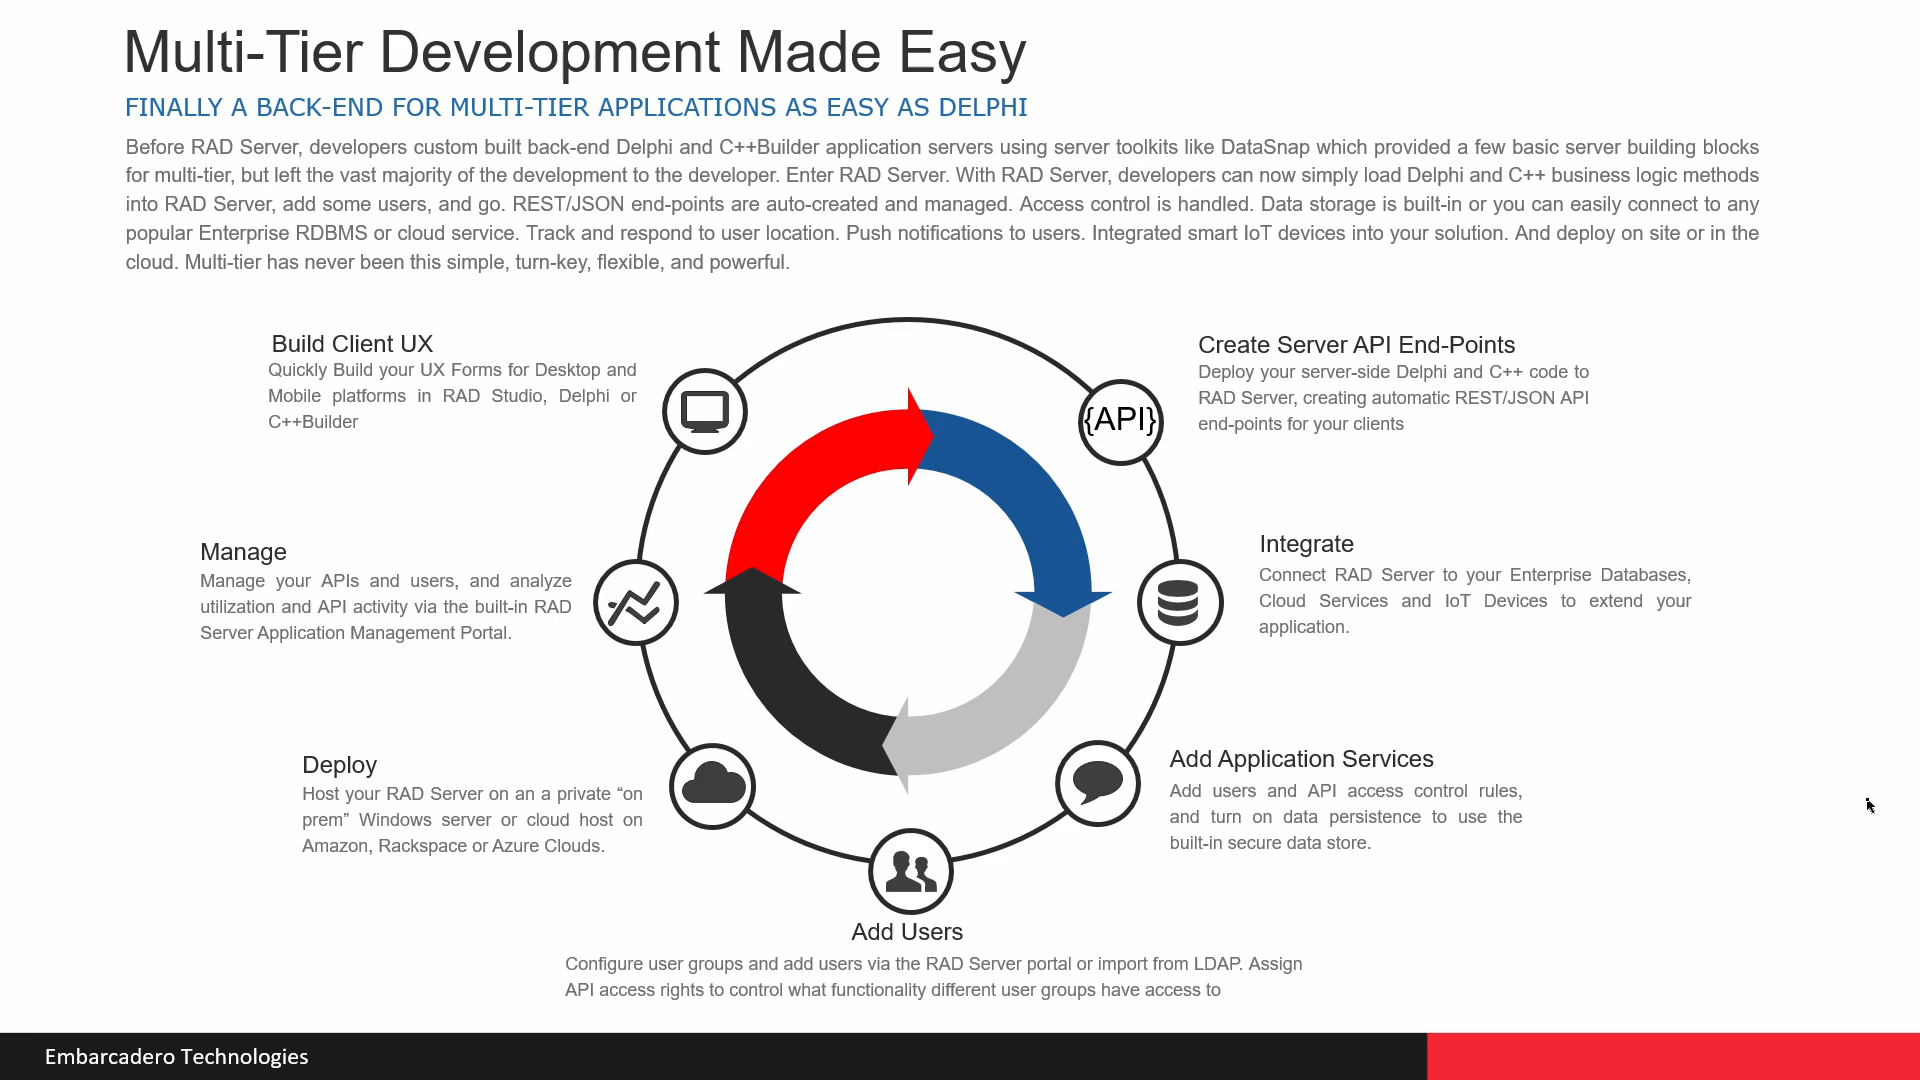 Multi-Tier Development Made Easy
FINALLY A BACK-END FOR MULTI-TIER APPLICATIONS AS EASY AS DELPHI
Before RAD Server, developers custom built back-end Delphi and C++Builder application servers using server toolkits like DataSnap which provided a few basic server building blocks
for multi-tier, but left the vast majority of the development to the developer. Enter RAD Server. With RAD Server, developers can now simply load Delphi and C++ business logic methods
into RAD Server, add some users, and go. REST/JSON end-points are auto-created and managed. Access control is handled. Data storage is built-in or you can easily connect to any
popular Enterprise RDBMS or cloud service. Track and respond to user location. Push notifications to users. Integrated smart IoT devices into your solution. And deploy on site or in the
cloud. Multi-tier has never been this simple, turn-key, flexible, and powerful.
Build Client UX
Quickly Build your UX Forms for Desktop and
Mobile platforms in RAD Studio, Delphi or
C++Builder
{API}
Create Server API End-Points
Deploy your server-side Delphi and C++ code to
RAD Server, creating automatic REST/JSON API
end-points for your clients
Manage
Manage your APIs and users, and analyze
utilization and API activity via the built-in RAD
Server Application Management Portal.
Integrate
Connect RAD Server to your Enterprise Databases,
Cloud Services and IoT Devices to extend your
application.
Deploy
Host your RAD Server on an a private “on
prem” Windows server or cloud host on
Amazon, Rackspace or Azure Clouds.
Add Application Services
Add users and API access control rules,
and turn on data persistence to use the
built-in secure data store.
Add Users
Configure user groups and add users via the RAD Server portal or import from LDAP. Assign
API access rights to control what functionality different user groups have access to
Embarcadero Technologies